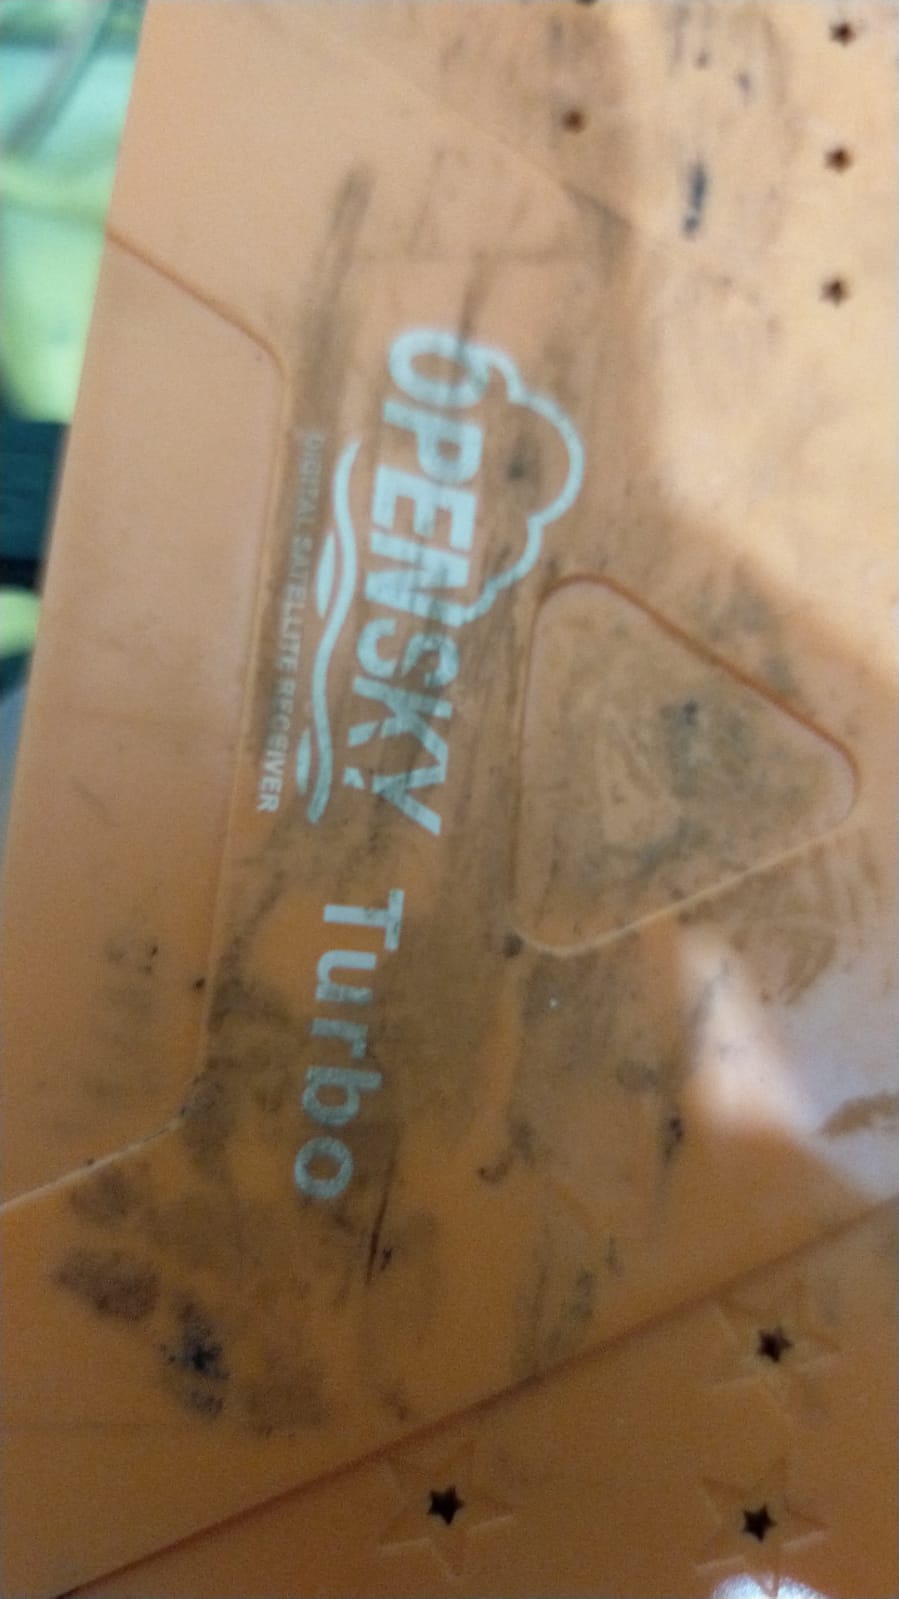 OPENSKY Turbo
DIGITAL SATELLITE RECEIVER